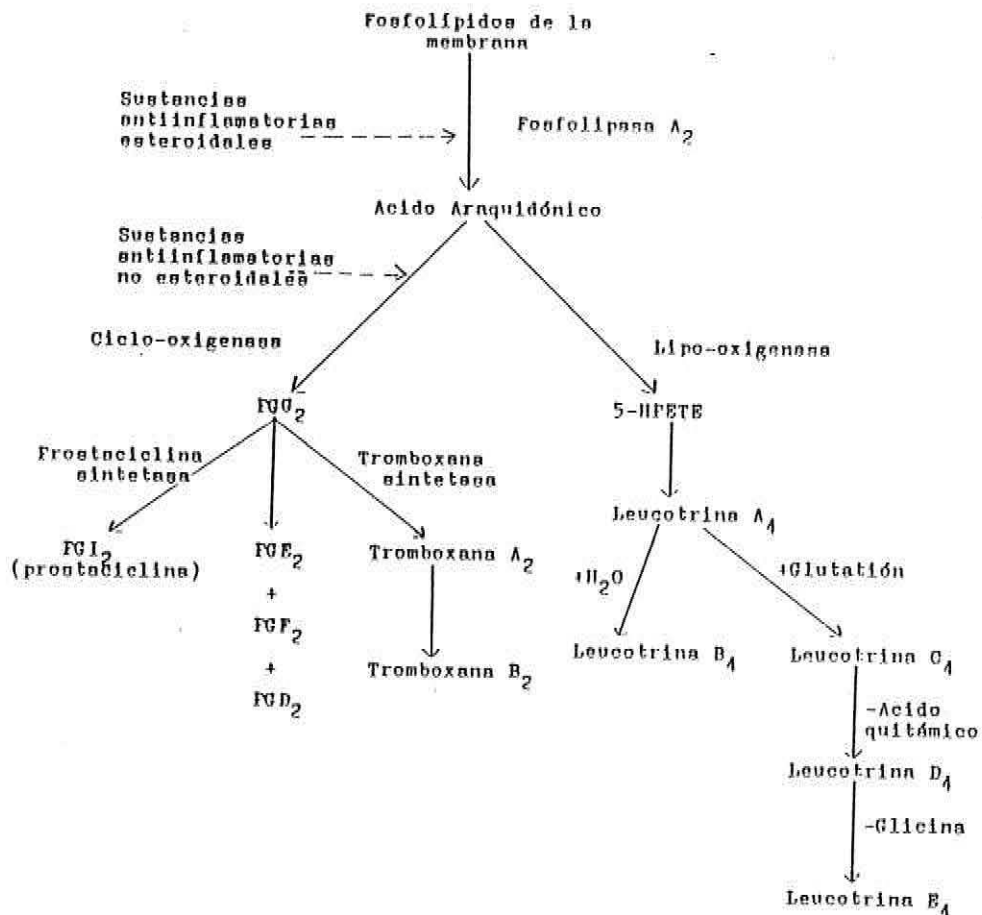 Fosfolípidos de la
membrana
Sustancias
antiinflamatorias
esteroidales
Fosfolipasa A2
Acido Araquidónico
Sustancias
antiinflamatorias
no esteroidales
Ciclo-oxigenasa
Lipo-oxigenasa
PGG2
5-HPETE
Prostaciclina
sintetasa
Tromboxana
sintetasa
Leucotrina A4
PGI2
(prostaciclina)
PGE2
Tromboxana A2
+H2O
+Glutatión
+
PGF2
Leucotrina B4
Leucotrina C4
+
Tromboxana B2
PGD2
-Acido
quitámico
Leucotrina D4
-Glicina
Leucotrina E4